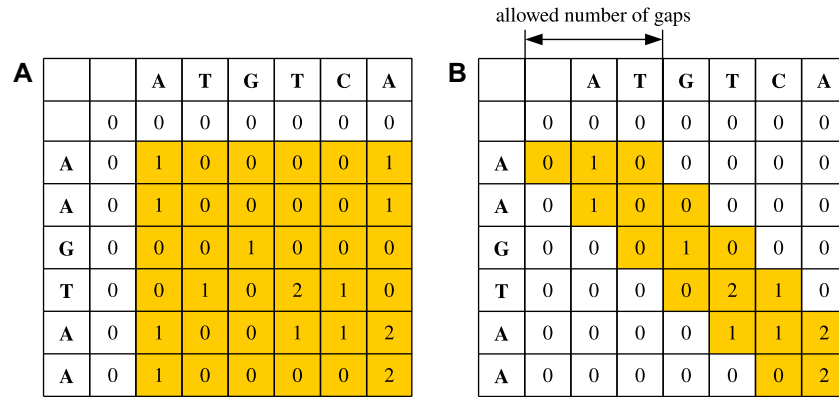 allowed number of gaps
A
A T G T C A
0 0 0 0 0 0 0
A 0 1 0 0 0 0 1
A 0 1 0 0 0 0 1
G 0 0 0 1 0 0 0
T 0 0 1 0 2 1 0
A 0 1 0 0 1 1 2
A 0 1 0 0 0 0 2
B
A T G T C A
0 0 0 0 0 0 0
A 0 1 0 0 0 0 0
A 0 1 0 0 0 0 0
G 0 0 0 1 0 0 0
T 0 0 0 0 2 1 0
A 0 0 0 0 1 1 2
A 0 0 0 0 0 0 2